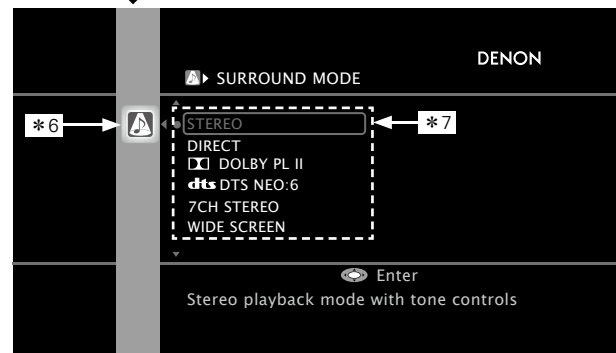 DENON
SURROUND MODE
*6
*7
STEREO
DIRECT
DOLBY PL II
dts DTS NEO:6
7CH STEREO
WIDE SCREEN
Enter
Stereo playback mode with tone controls